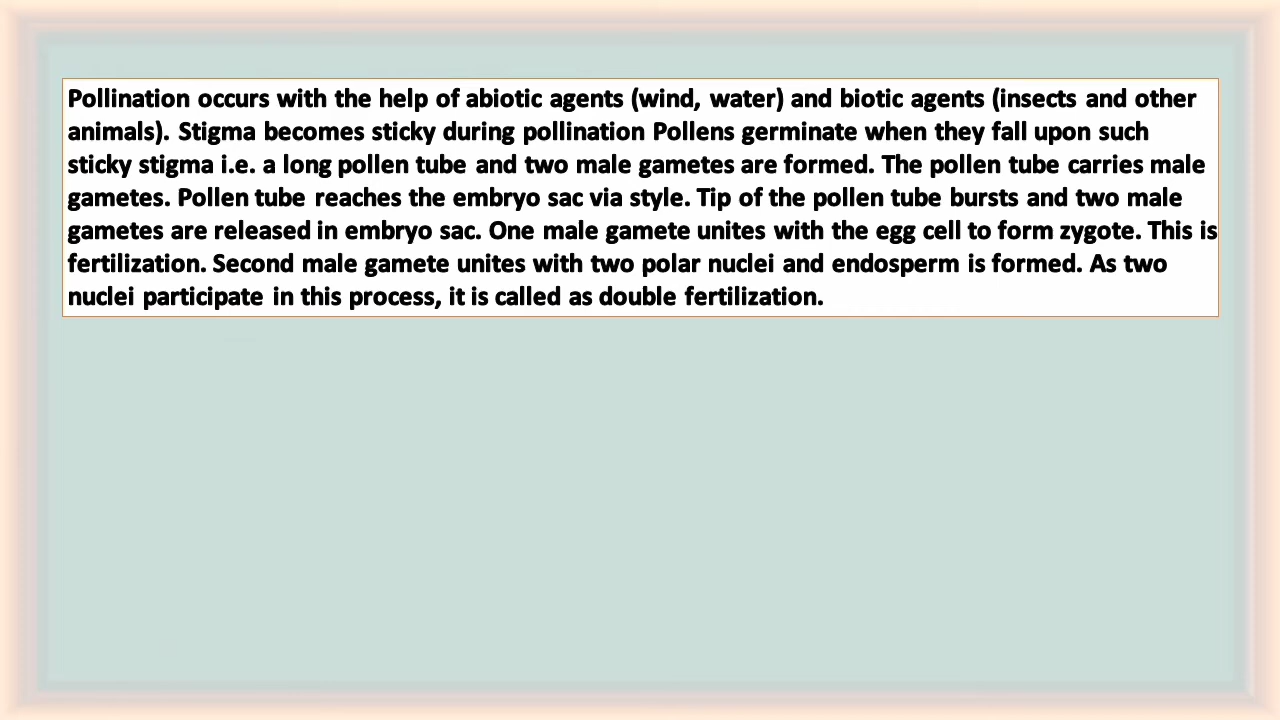 Pollination occurs with the help of abiotic agents (wind, water) and biotic agents (insects and other
animals). Stigma becomes sticky during pollination Pollens germinate when they fall upon such
sticky stigma i.e. a long pollen tube and two male gametes are formed. The pollen tube carries male
gametes. Pollen tube reaches the embryo sac via style. Tip of the pollen tube bursts and two male
gametes are released in embryo sac. One male gamete unites with the egg cell to form zygote. This is
fertilization. Second male gamete unites with two polar nuclei and endosperm is formed. As two
nuclei participate in this process, it is called as double fertilization.